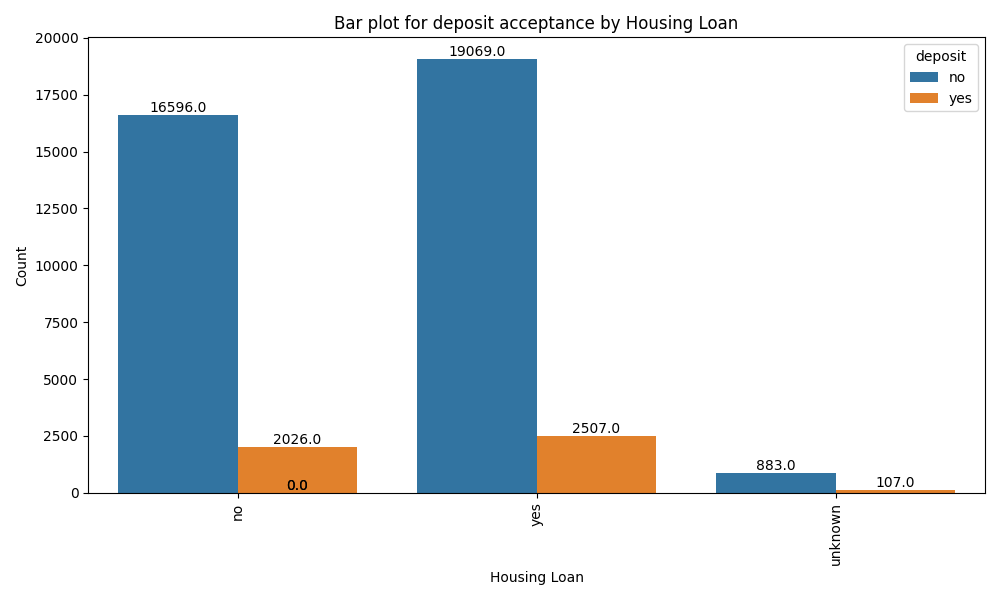 Bar plot for deposit acceptance by Housing Loan
20000
17500
15000
12500
10000
7500
5000
2500
0
Count
16596.0
2026.0
0.0
19069.0
2507.0
883.0
107.0
deposit
no
yes
no
yes
unknown
Housing Loan